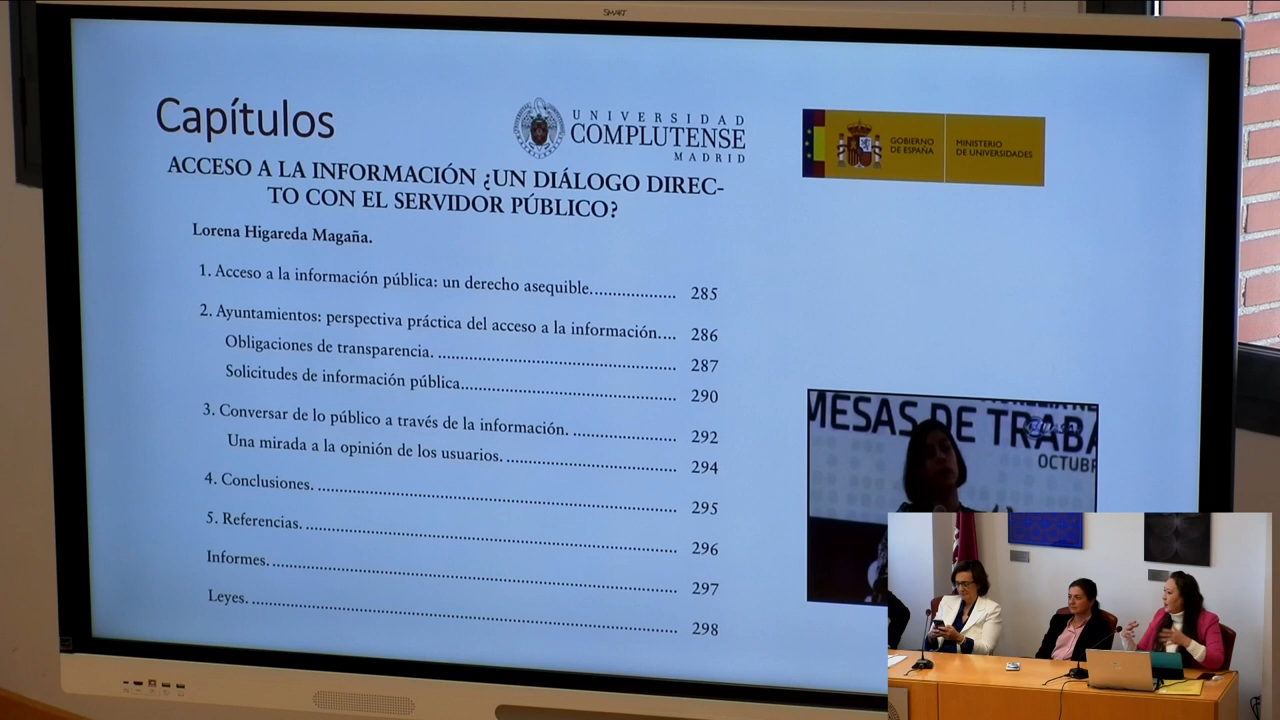 SMART
Capítulos
UNIVERSIDAD
COMPLUTENSE
MADRID
GOBIERNO
DE ESPAÑA
MINISTERIO
DE UNIVERSIDADES
ACCESO A LA INFORMACIÓN ¿UN DIÁLOGO DIREC-
TO CON EL SERVIDOR PÚBLICO?
Lorena Higareda Magaña.
1. Acceso a la información pública: un derecho asequible.................... 285
2. Ayuntamientos: perspectiva práctica del acceso a la información.... 286
Obligaciones de transparencia. ........................................................ 287
Solicitudes de información pública.................................................. 290
3. Conversar de lo público a través de la información. ........................ 292
Una mirada a la opinión de los usuarios. ........................................ 294
4. Conclusiones. .................................................................................. 295
5. Referencias. ..................................................................................... 296
Informes. ............................................................................................. 297
Leyes. .................................................................................................. 298
MESAS DE TRABA
OCTUBR